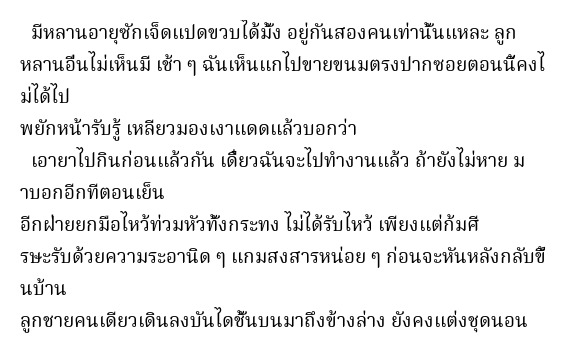 มีหลานอายุซักเจ็ดแปดขวบได้มั้ง อยู่กันสองคนเท่านั้นแหละ ลูก
หลานอื่นไม่เห็นมี เช้า ๆ ฉันเห็นแกไปขายขนมตรงปากซอยตอนนี้คงไ
ม่ได้ไป
พยักหน้ารับรู้ เหลียวมองเงาแดดแล้วบอกว่า
เอายาไปกินก่อนแล้วกัน เดี๋ยวฉันจะไปทำงานแล้ว ถ้ายังไม่หาย ม
าบอกอีกทีตอนเย็น
อีกฝ่ายยกมือไหว้ท่วมหัวทั้งกระทง ไม่ได้รับไหว้ เพียงแต่ก้มศี
รษะรับด้วยความระอานิด ๆ แกมสงสารหน่อย ๆ ก่อนจะหันหลังกลับขึ้
นบ้าน
ลูกชายคนเดียวเดินลงบันไดชั้นบนมาถึงข้างล่าง ยังคงแต่งชุดนอน